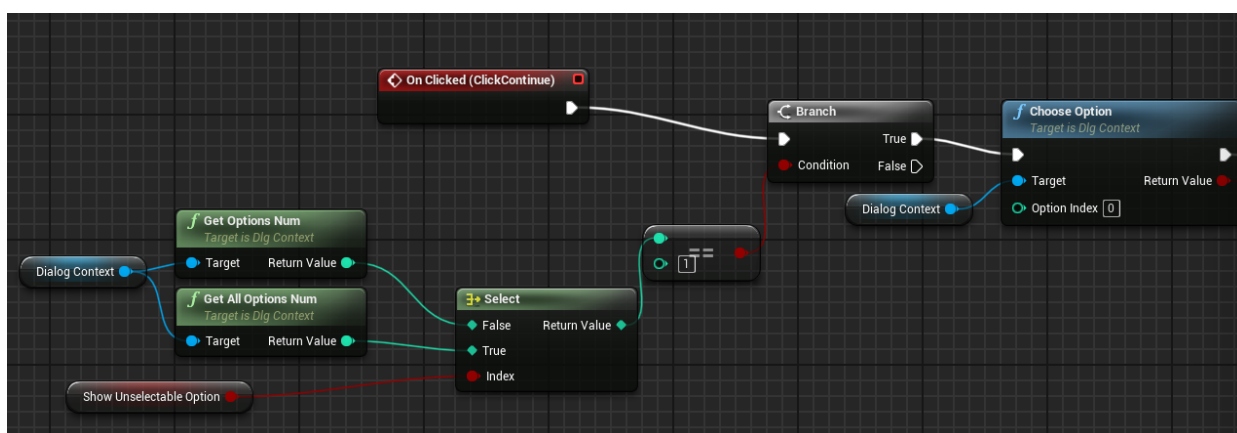 On Clicked (ClickContinue)
Branch
True
Condition
False
Choose Option
Target is Dlg Context
Target
Return Value
Option Index 0
Dialog Context
Get Options Num
Target is Dlg Context
Target
Return Value
Dialog Context
Get All Options Num
Target is Dlg Context
Target
Return Value
Show Unselectable Option
Select
False
Return Value
True
Index
==
1